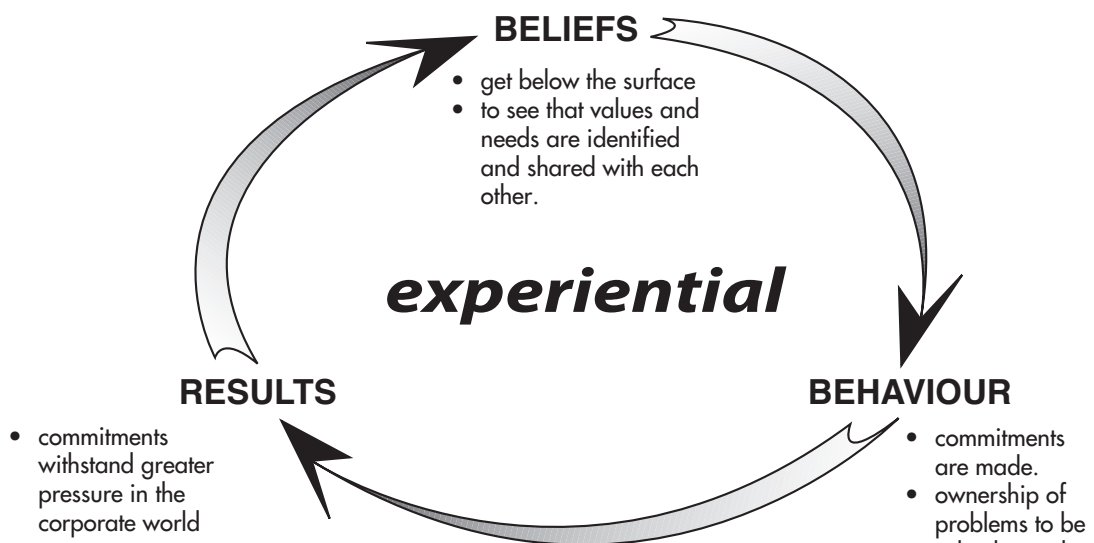 BELIEFS
• get below the surface
• to see that values and
needs are identified
and shared with each
other.
experiential
RESULTS
• commitments
withstand greater
pressure in the
corporate world
BEHAVIOUR
• commitments
are made.
• ownership of
problems to be